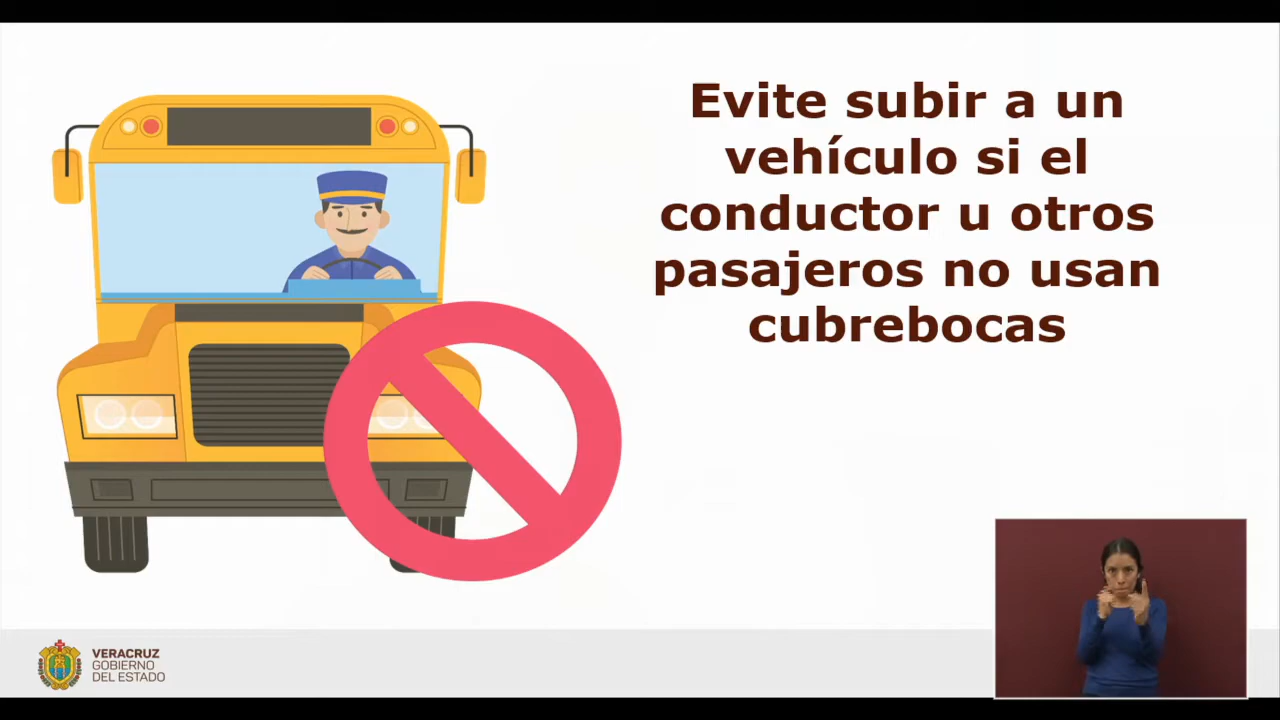 Evite subir a un
vehículo si el
conductor u otros
pasajeros no usan
cubrebocas
VERACRUZ
GOBIERNO
DEL ESTADO